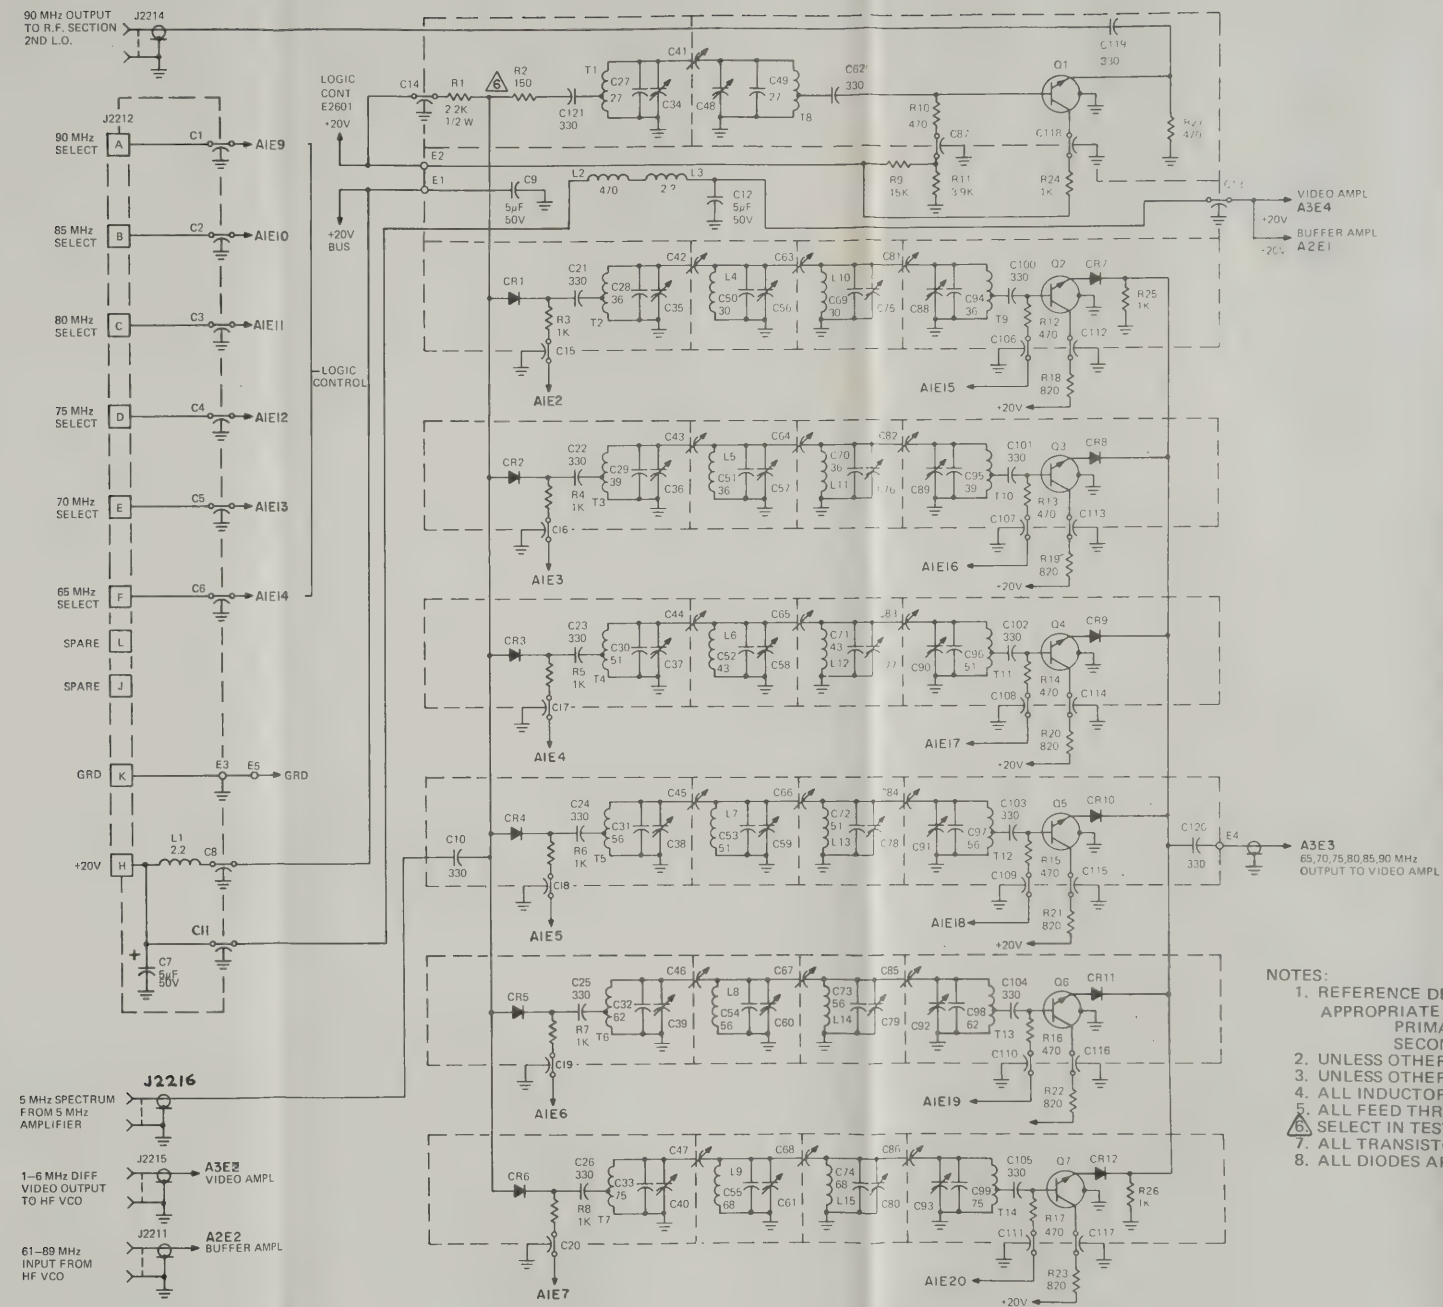 90 MHz OUTPUT
TO R.F. SECTION
2ND L.O.
J2214
J2212
90 MHz
SELECT
A
C1
A1E9
85 MHz
SELECT
B
C2
A1E10
80 MHz
SELECT
C
C3
A1E11
LOGIC
CONTROL
75 MHz
SELECT
D
C4
A1E12
70 MHz
SELECT
E
C5
A1E13
65 MHz
SELECT
F
C6
A1E14
SPARE
L
SPARE
J
GRD
K
E3
E5
GRD
+20V
H
L1
2.2
C8
C11
+
C7
5µF
50V
J2216
5 MHz SPECTRUM
FROM 5 MHz
AMPLIFIER
J2215
1-6 MHz DIFF
VIDEO OUTPUT
TO HF VCO
A3E2
VIDEO AMPL
J2211
61-89 MHz
INPUT FROM
HF VCO
A2E2
BUFFER AMPL
LOGIC
CONT
E2601
+20V
E2
E1
+20V
BUS
C14
R1
2.2K
1/2 W
6
R2
150
C121
330
T1
C27
27
C34
C41
C48
C49
27
T8
C62
330
R10
470
C87
R9
15K
R11
3.9K
Q1
C118
R24
1K
C119
330
470
C9
5µF
50V
L2
470
L3
2.2
C12
5µF
50V
VIDEO AMPL
A3E4
+20V
BUFFER AMPL
A2E1
+20V
CR1
C21
330
R3
1K
C15
A1E2
C28
36
T2
C35
C42
L4
C50
30
C56
C63
L10
C69
30
C75
C81
C88
C94
36
T9
C100
330
Q2
CR7
R25
1K
R12
470
C106
C112
A1E15
R18
820
+20V
CR2
C22
330
R4
1K
C16
A1E3
C29
39
T3
C36
C43
L5
C51
36
C57
C64
C70
36
L11
C76
C82
C89
C95
39
T10
C101
330
Q3
CR8
R13
470
C107
C113
A1E16
R19
820
+20V
CR3
C23
330
R5
1K
C17
A1E4
C30
51
T4
C37
C44
L6
C52
43
C58
C65
C71
43
L12
C83
C90
C96
51
T11
C102
330
Q4
CR9
R14
470
C108
C114
A1E17
R20
820
+20V
C10
330
CR4
C24
330
R6
1K
C18
A1E5
C31
56
T5
C38
C45
L7
C53
51
C59
C66
C72
51
L13
C78
C84
C91
C97
56
T12
C103
330
Q5
CR10
R15
470
C109
C115
A1E18
R21
820
+20V
C120
330
E4
A3E3
65,70,75,80,85,90 MHz
OUTPUT TO VIDEO AMPL
CR5
C25
330
R7
1K
C19
A1E6
C32
62
T6
C39
C46
L8
C54
56
C60
C67
C73
56
L14
C79
C85
C92
C98
62
T13
C104
330
Q6
CR11
R16
470
C110
C116
A1E19
R22
820
CR6
C26
330
R8
1K
C20
A1E7
C33
75
T7
C40
C47
L9
C55
68
C61
C68
C74
68
L15
C80
C86
C93
C99
75
T14
C105
330
Q7
CR12
R26
1K
R17
470
C111
C117
A1E20
R23
820
+20V
NOTES:
1. REFERENCE
APPROPRIATE
2. UNLESS
3. UNLESS
4. ALL
5. ALL FEED
6. SELECT IN TEST
7. ALL
8. ALL DIODES